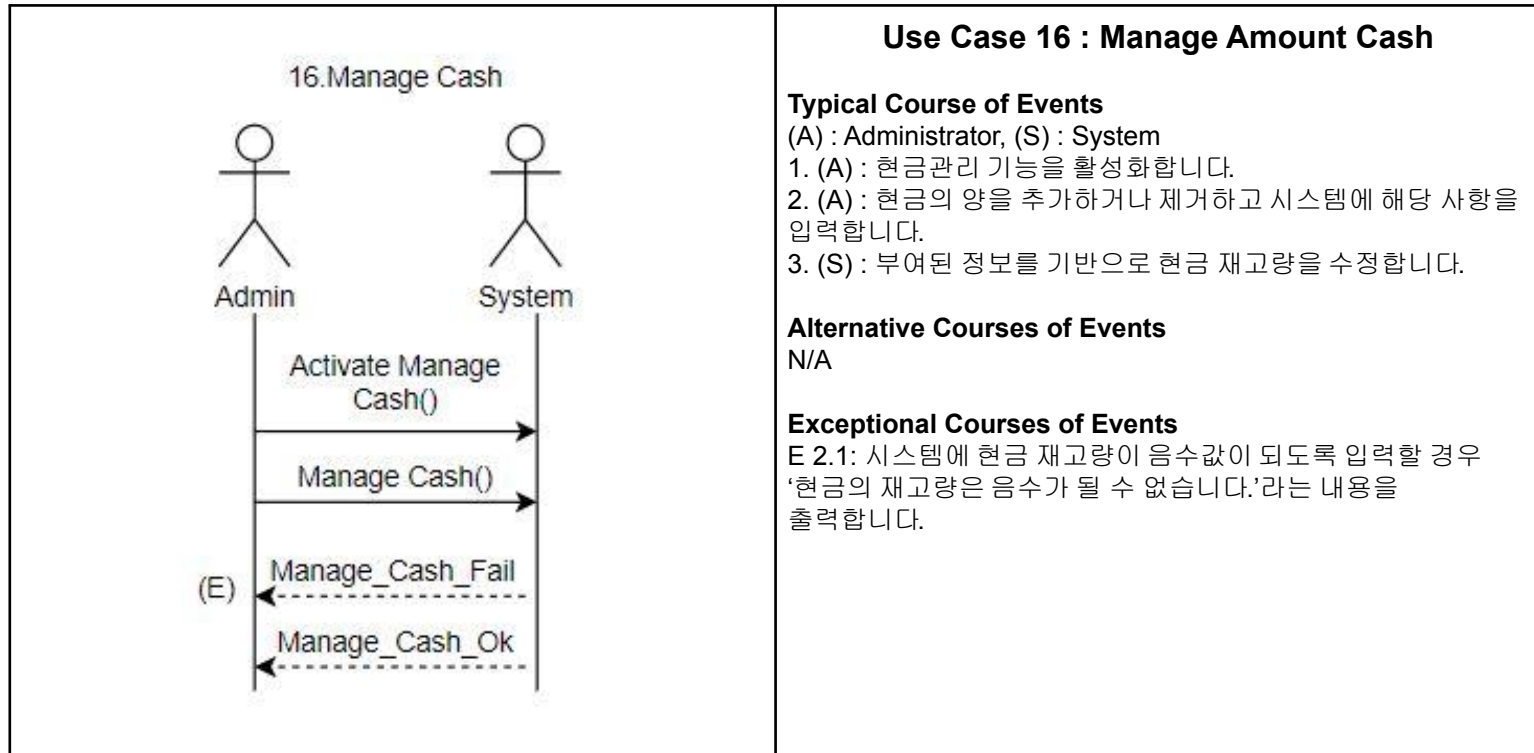 16.Manage Cash
Admin
System
Activate Manage
Cash()
Manage Cash()
(E)
Manage_Cash_Fail
Manage_Cash_Ok
Use Case 16 : Manage Amount Cash
Typical Course of Events
(A) : Administrator, (S) : System
1. (A) : 현금관리 기능을 활성화합니다.
2. (A) : 현금의 양을 추가하거나 제거하고 시스템에 해당 사항을
입력합니다.
3. (S) : 부여된 정보를 기반으로 현금 재고량을 수정합니다.
Alternative Courses of Events
N/A
Exceptional Courses of Events
E 2.1: 시스템에 현금 재고량이 음수값이 되도록 입력할 경우
‘현금의 재고량은 음수가 될 수 없습니다.’라는 내용을
출력합니다.